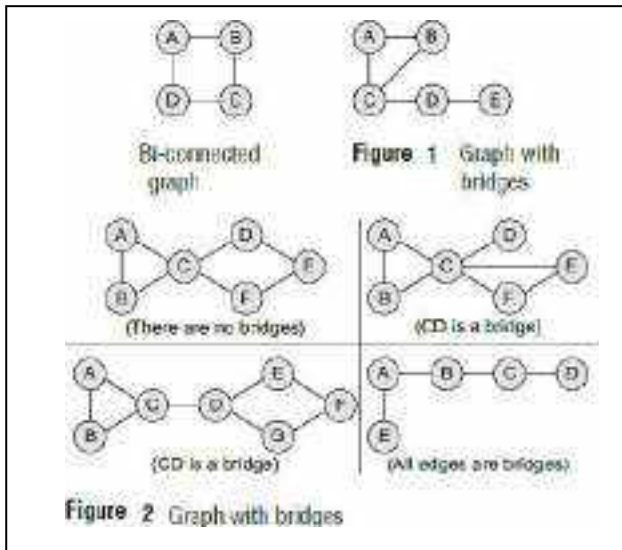 A B
D C
Bi-connected
graph
A B
C D E
Figure 1 Graph with
bridges
A D
C E
B F
(There are no bridges)
A D
C E
B F
(CD is a bridge)
A E
C D F
B G
(CD is a bridge)
A B C D
E
(All edges are bridges)
Figure 2 Graph with bridges